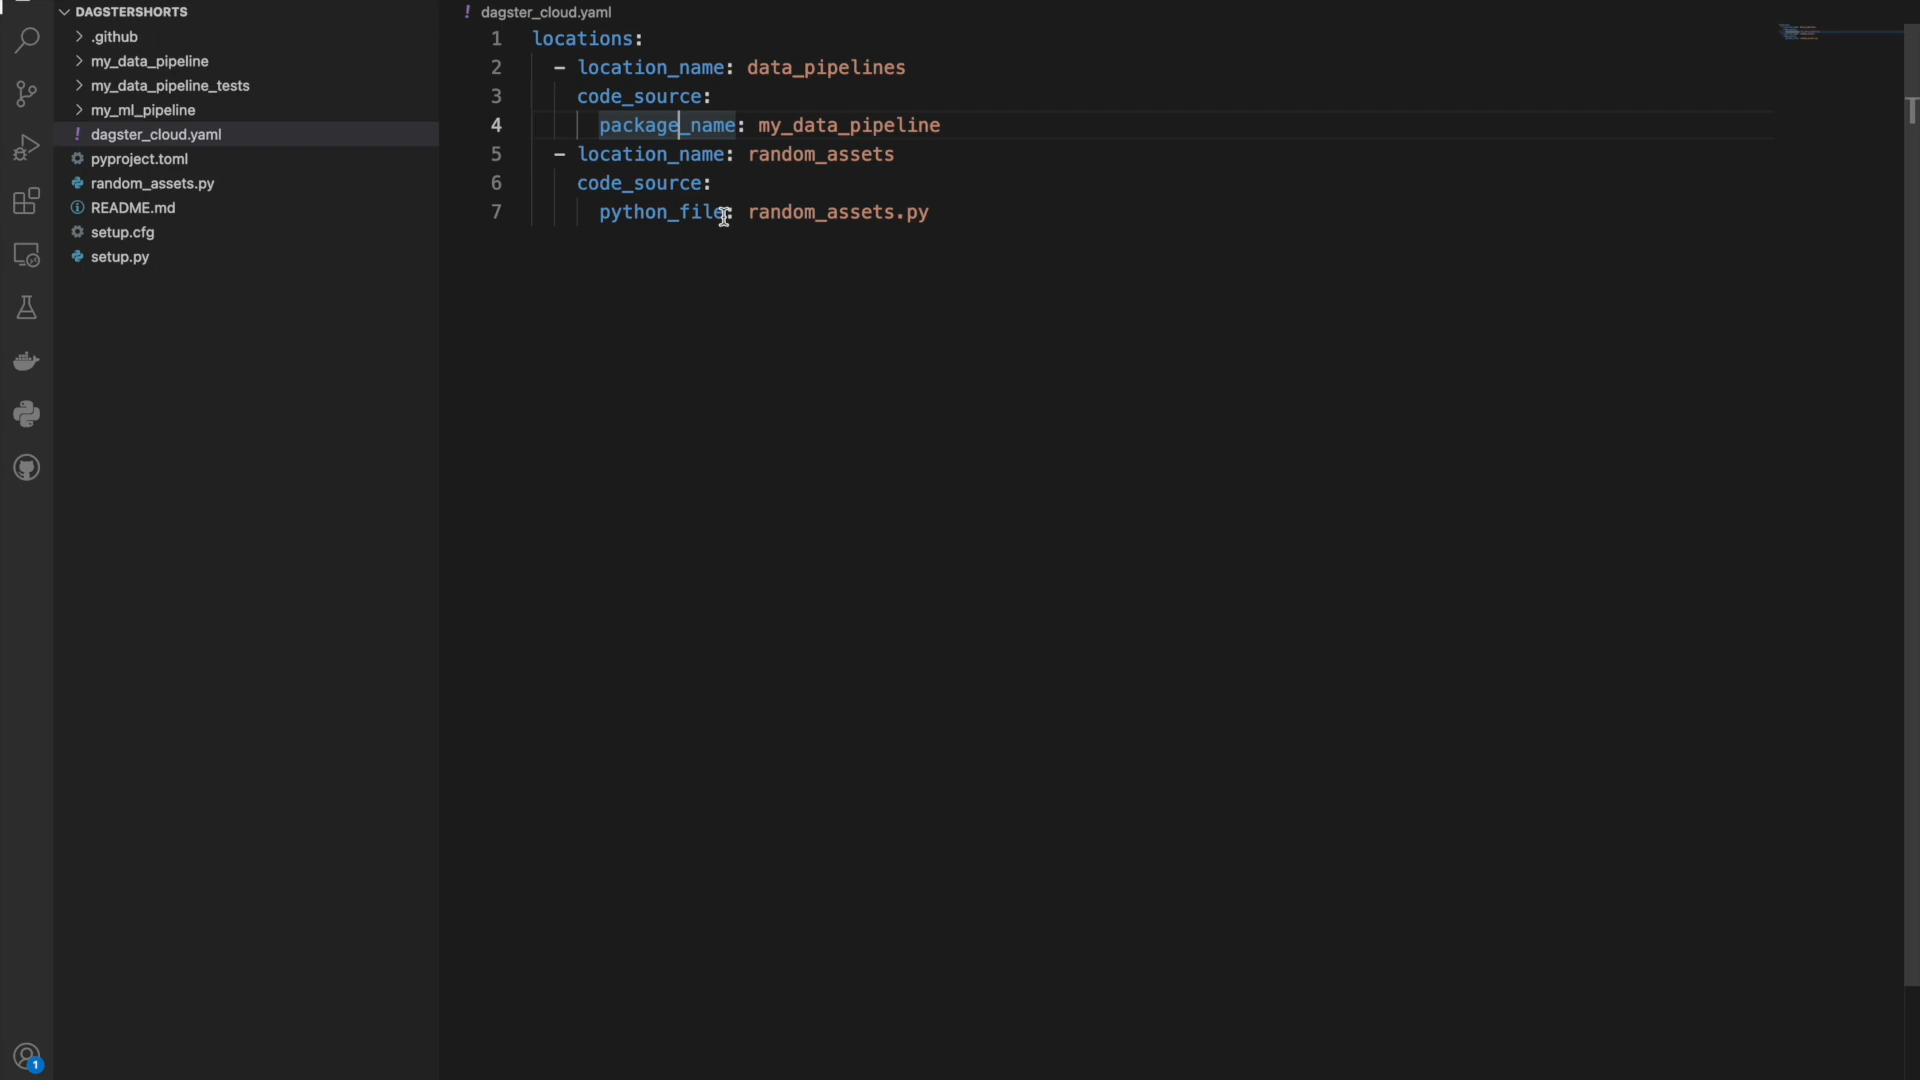 DAGSTERSHORTS
.github
my_data_pipeline
my_data_pipeline_tests
my_ml_pipeline
! dagster_cloud.yaml
pyproject.toml
random_assets.py
README.md
setup.cfg
setup.py
1
! dagster_cloud.yaml
1 locations:
2 - location_name: data_pipelines
3 code_source:
4 package_name: my_data_pipeline
5 - location_name: random_assets
6 code_source:
7 python_file: random_assets.py